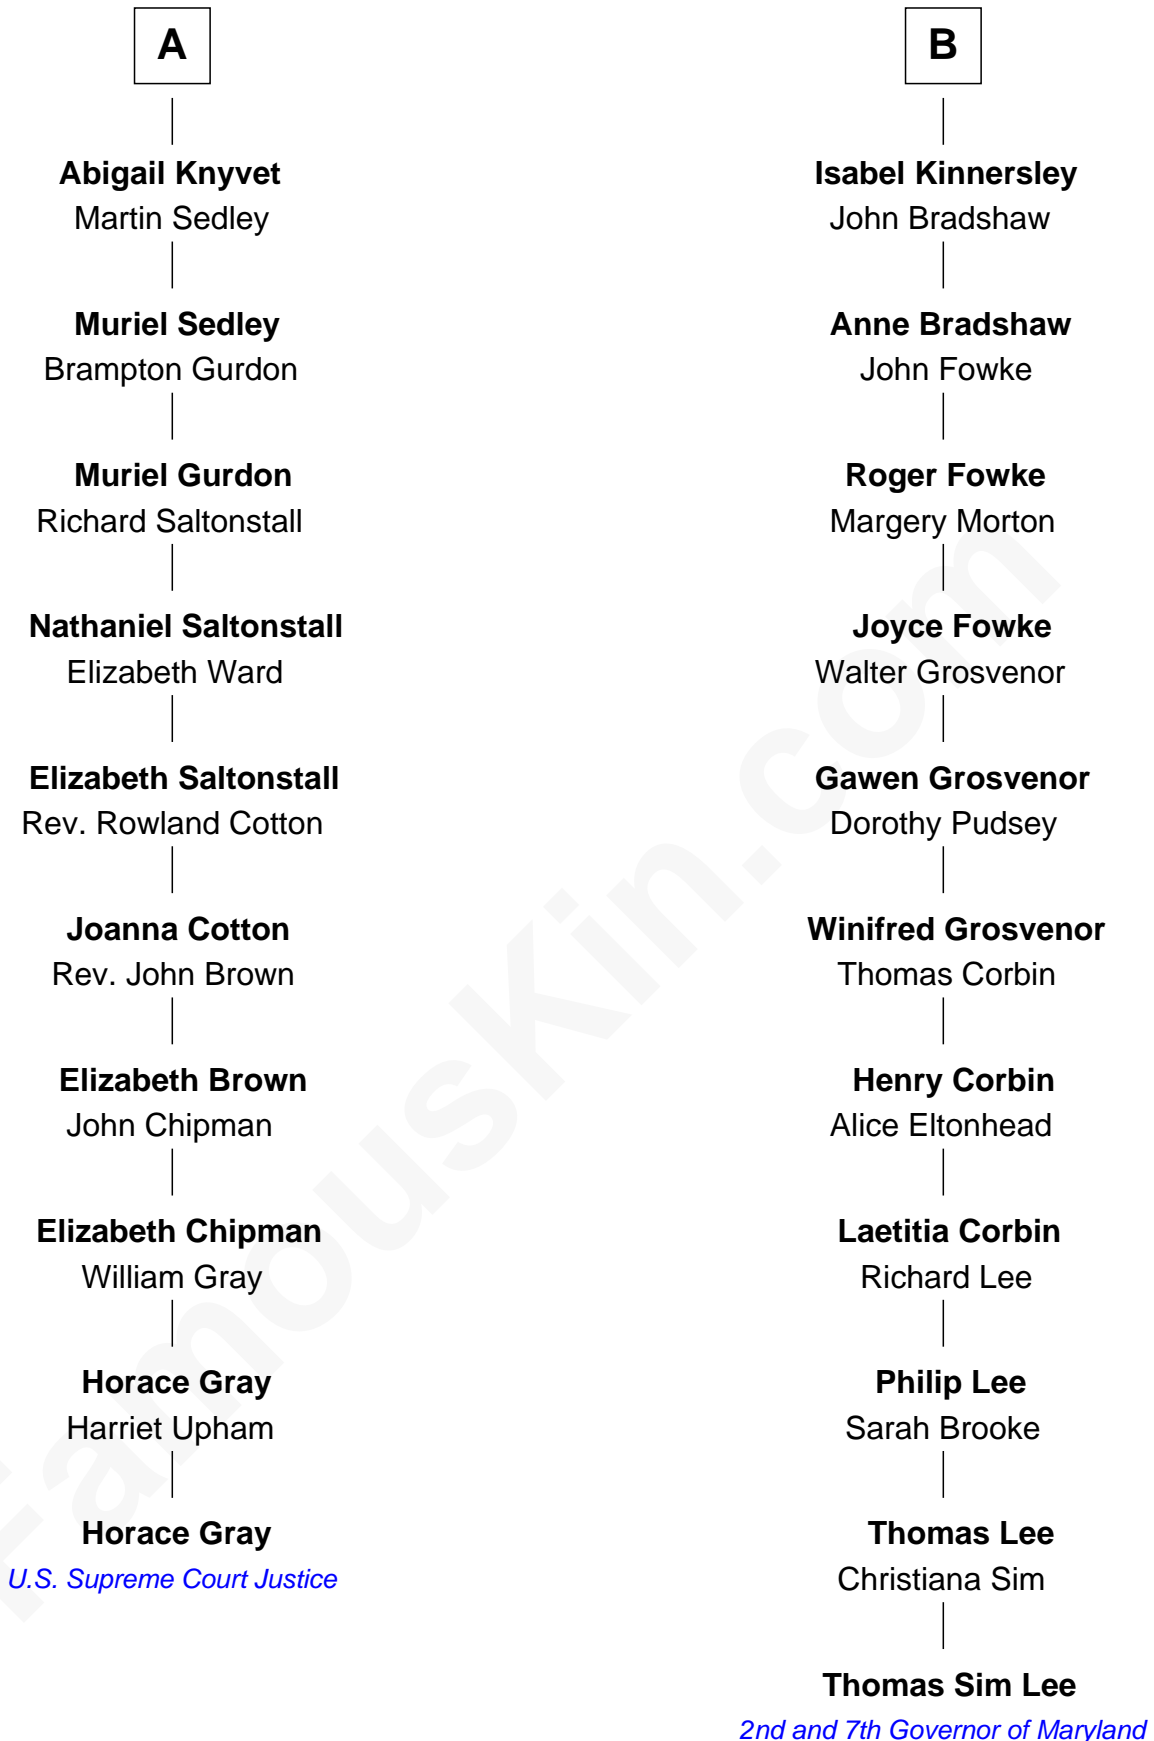 A
Abigail Knyvet
Martin Sedley
Muriel Sedley
Brampton Gurdon
Muriel Gurdon
Richard Saltonstall
Nathaniel Saltonstall
Elizabeth Ward
Elizabeth Saltonstall
Rev. Rowland Cotton
Joanna Cotton
Rev. John Brown
Elizabeth Brown
John Chipman
Elizabeth Chipman
William Gray
Horace Gray
Harriet Upham
Horace Gray
U.S. Supreme Court Justice
B
Isabel Kinnersley
John Bradshaw
Anne Bradshaw
John Fowke
Roger Fowke
Margery Morton
Joyce Fowke
Walter Grosvenor
Gawen Grosvenor
Dorothy Pudsey
Winifred Grosvenor
Thomas Corbin
Henry Corbin
Alice Eltonhead
Laetitia Corbin
Richard Lee
Philip Lee
Sarah Brooke
Thomas Lee
Christiana Sim
Thomas Sim Lee
2nd and 7th Governor of Maryland
FamousKin.com